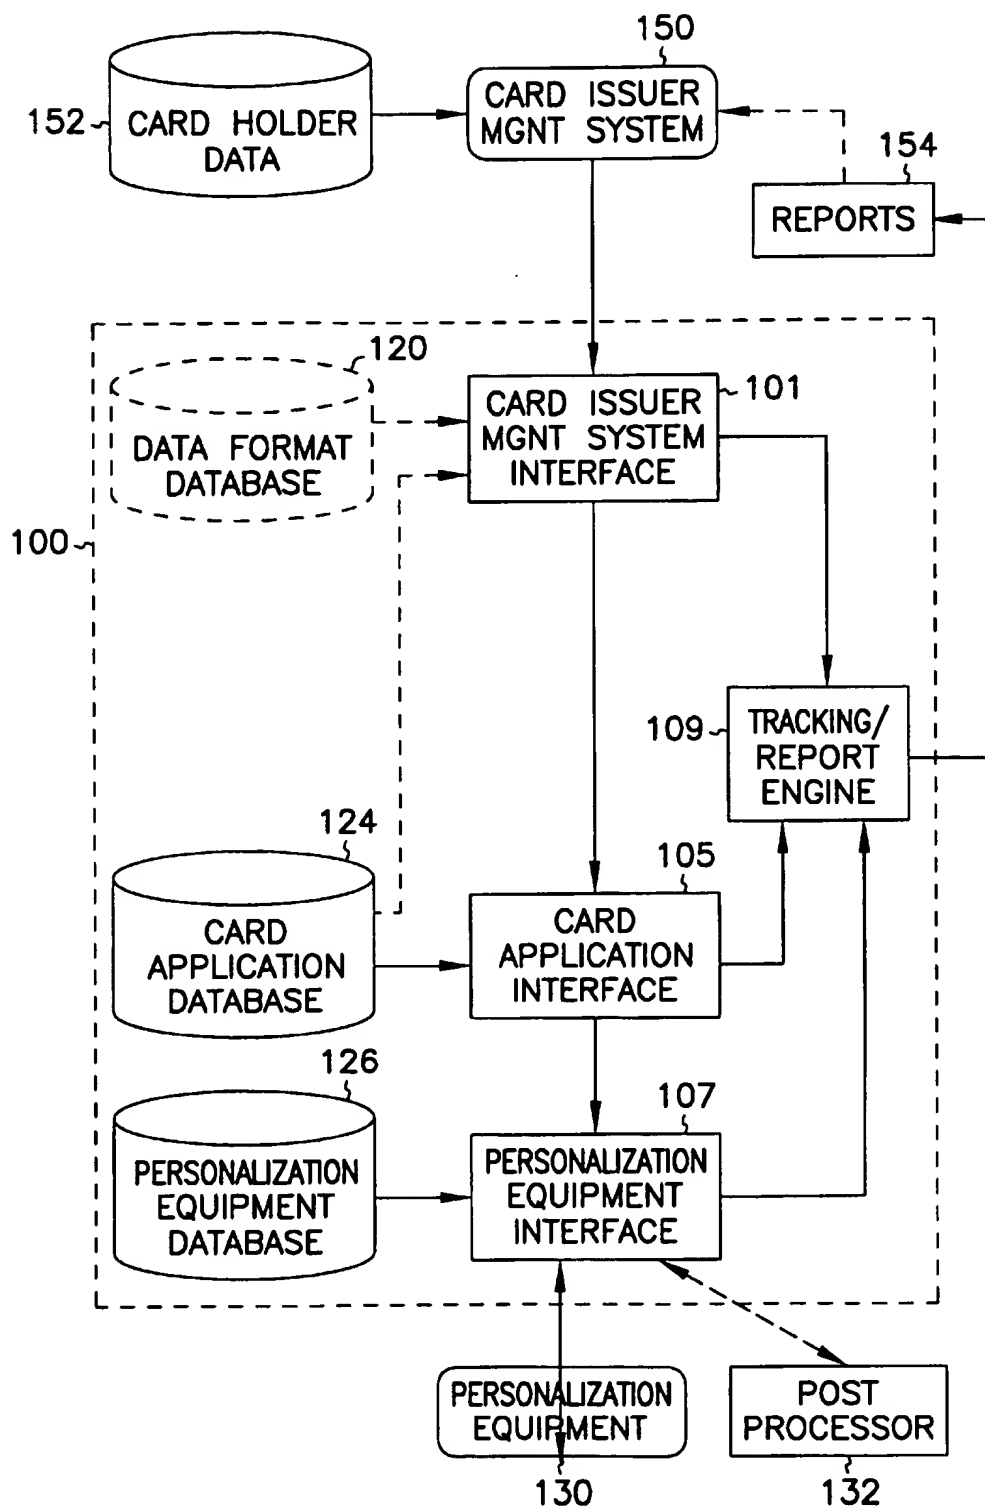 150
152
CARD HOLDER
DATA
CARD ISSUER
MGNT SYSTEM
154
REPORTS
100
120
DATA FORMAT
DATABASE
101
CARD ISSUER
MGNT SYSTEM
INTERFACE
109
TRACKING/
REPORT
ENGINE
124
CARD
APPLICATION
DATABASE
105
CARD
APPLICATION
INTERFACE
126
PERSONALIZATION
EQUIPMENT
DATABASE
107
PERSONALIZATION
EQUIPMENT
INTERFACE
PERSONALIZATION
EQUIPMENT
130
POST
PROCESSOR
132